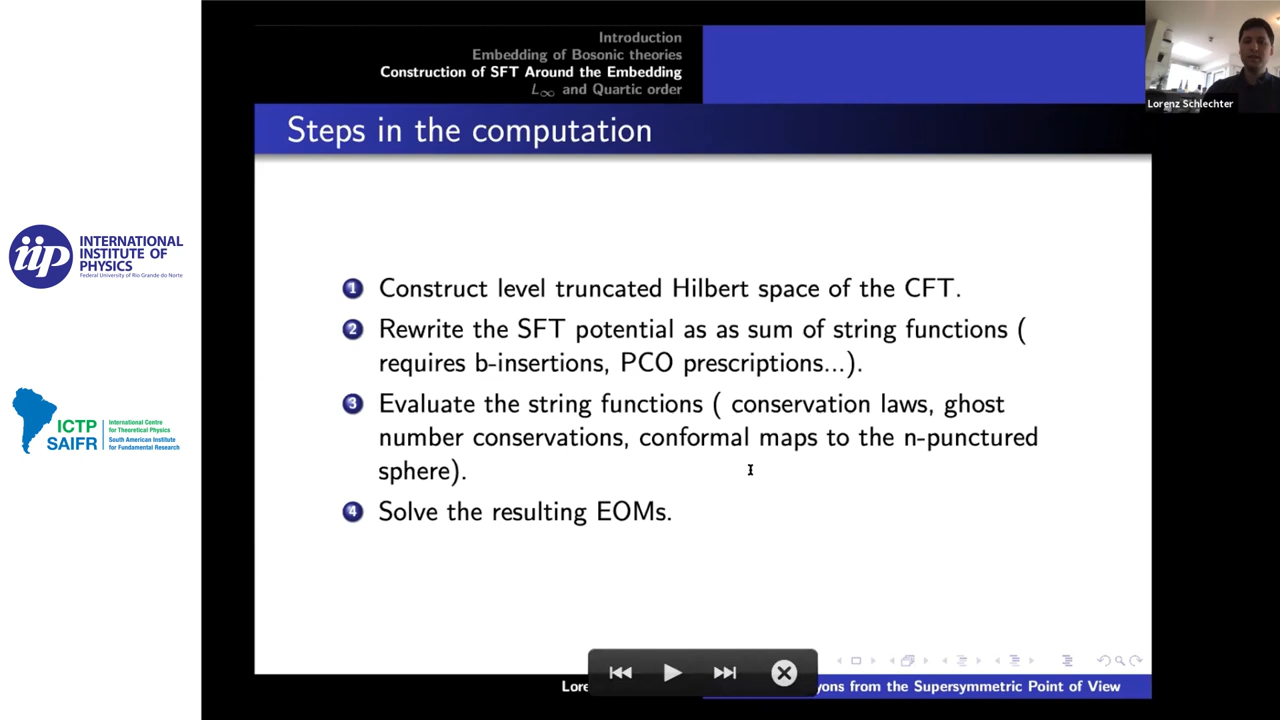 Introduction
Embedding of Bosonic theories
Construction of SFT Around the Embedding
L∞ and Quartic order
Lorenz Schlechter
Steps in the computation
INTERNATIONAL
INSTITUTE OF
PHYSICS
Federal University of Rio Grande do Norte
iip
ICTP
SAIFR
International Centre
for Theoretical Physics
South American Institute
for Fundamental Research
1 Construct level truncated Hilbert space of the CFT.
2 Rewrite the SFT potential as as sum of string functions (
requires b-insertions, PCO prescriptions...).
3 Evaluate the string functions ( conservation laws, ghost
number conservations, conformal maps to the n-punctured
sphere).
4 Solve the resulting EOMs.
Lore
yons from the Supersymmetric Point of View